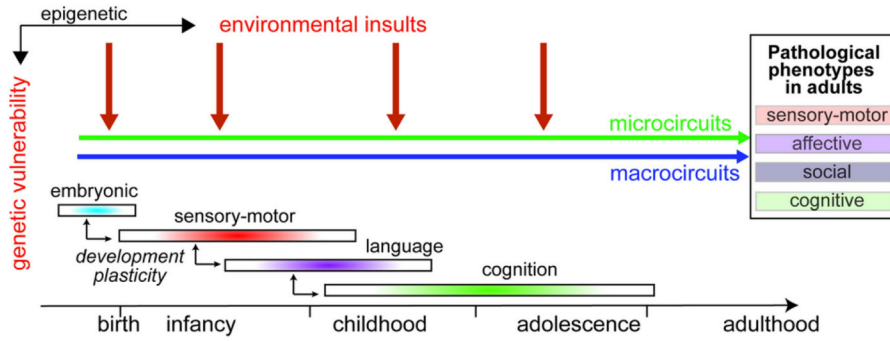 epigenetic
environmental insults
genetic vulnerability
Pathological
phenotypes
in adults
sensory-motor
affective
social
cognitive
microcircuits
macrocircuits
embryonic
sensory-motor
language
development
plasticity
cognition
birth
infancy
childhood
adolescence
adulthood